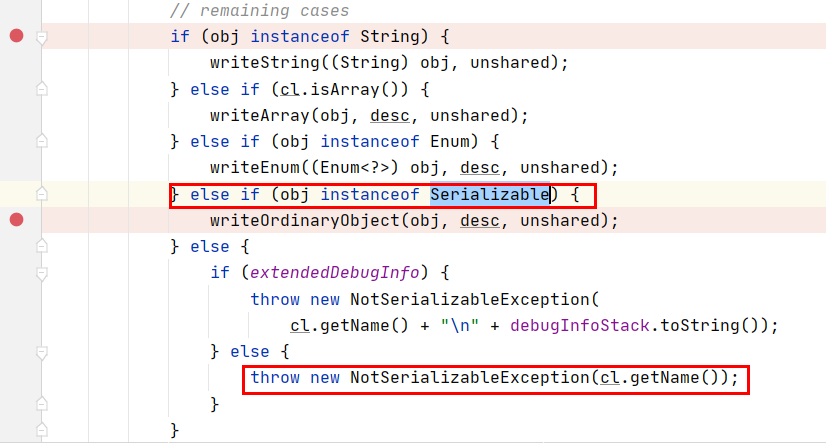 // remaining cases
if (obj instanceof String) {
writeString((String) obj, unshared);
} else if (cl.isArray()) {
writeArray(obj, desc, unshared);
} else if (obj instanceof Enum) {
writeEnum((Enum<?>) obj, desc, unshared);
} else if (obj instanceof Serializable) {
writeOrdinaryObject(obj, desc, unshared);
} else {
if (extendedDebugInfo) {
throw new NotSerializableException(
cl.getName() + "\n" + debugInfoStack.toString());
} else {
throw new NotSerializableException(cl.getName());
}
}